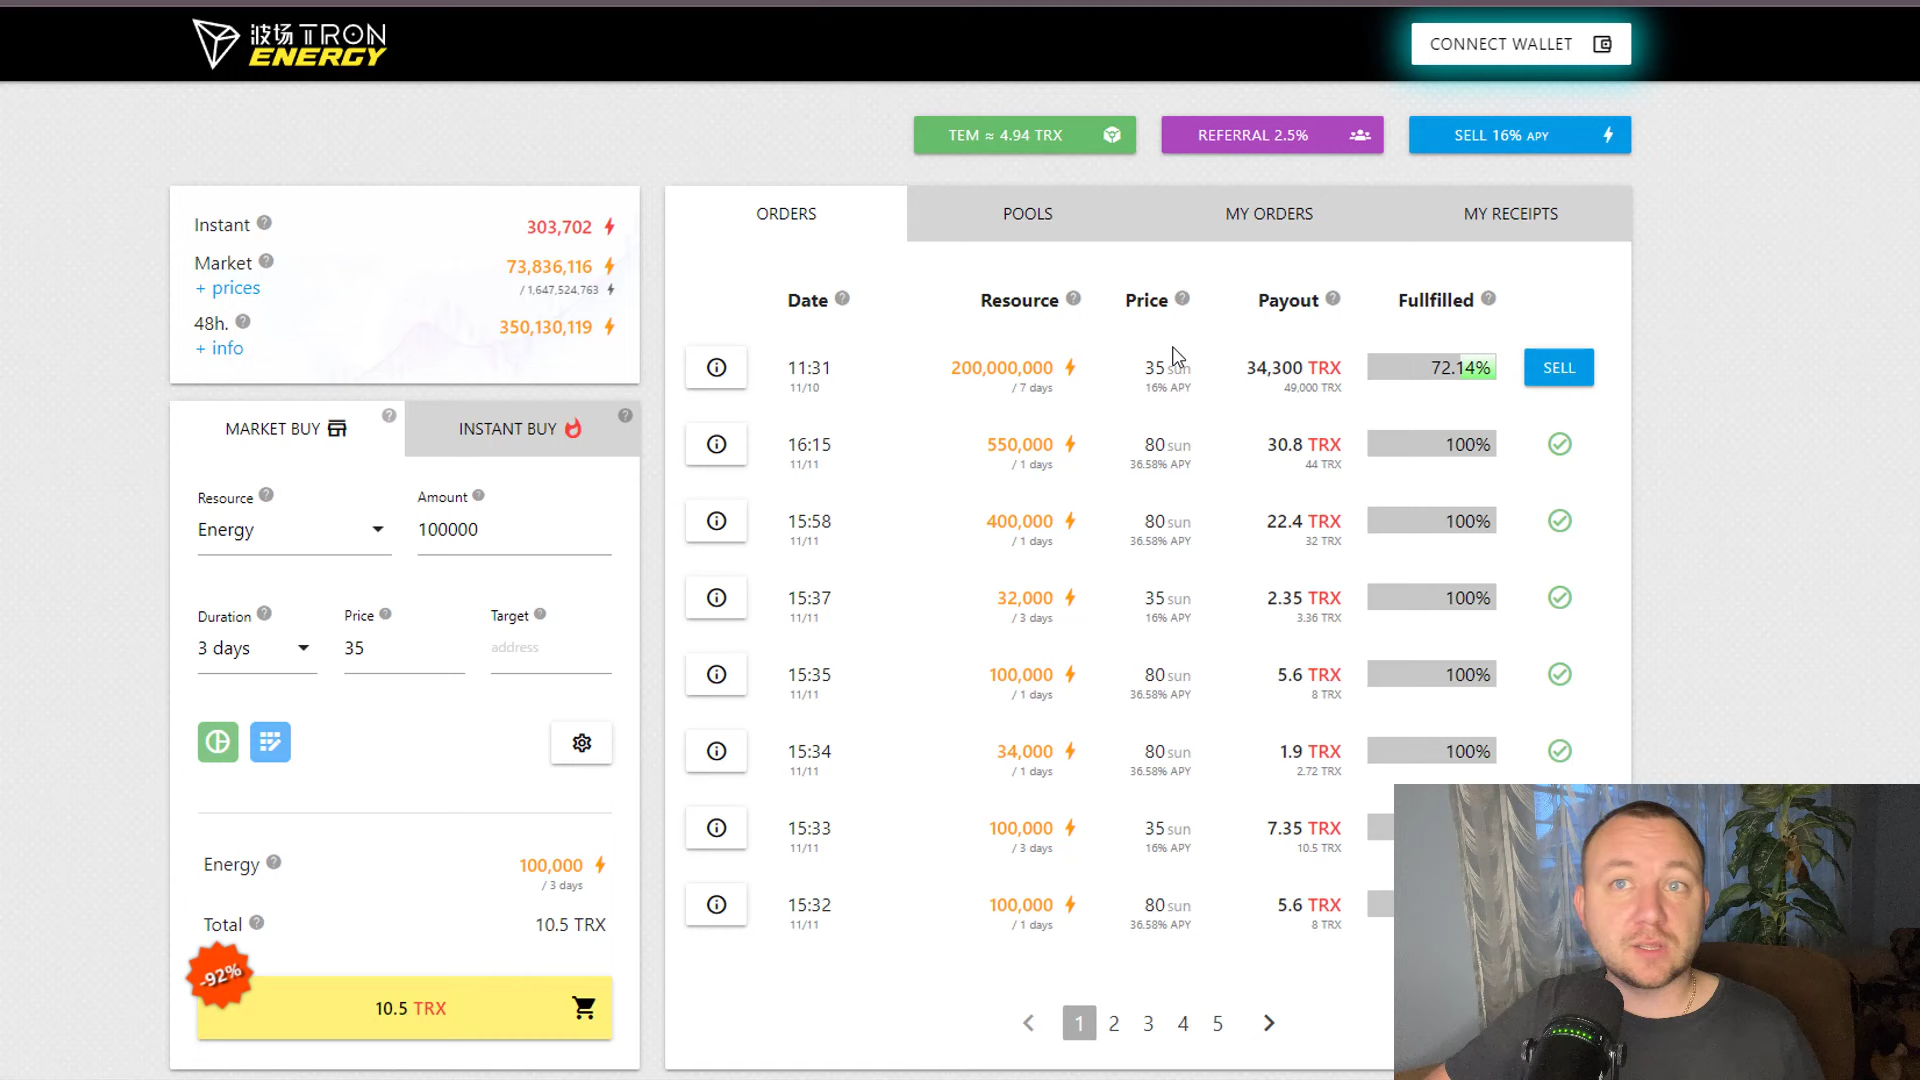 波场 TRON
ENERGY
CONNECT WALLET
TEM ≈ 4.94 TRX
REFERRAL 2.5%
SELL 16% APY
Instant 303,702
Market 73,836,116
+ prices / 1,647,524,763
48h. 350,130,119
+ info
MARKET BUY
INSTANT BUY
Resource Amount
Energy 100000
Duration Price Target
3 days 35 address
Energy 100,000
/ 3 days
Total 10.5 TRX
-92%
10.5 TRX
ORDERS POOLS MY ORDERS MY RECEIPTS
Date Resource Price Payout Fullfilled
11:31 200,000,000 35 sun 34,300 TRX 72.14% SELL
11/10 / 7 days 16% APY 49,000 TRX
16:15 550,000 80 sun 30.8 TRX 100%
11/11 / 1 days 36.58% APY 44 TRX
15:58 400,000 80 sun 22.4 TRX 100%
11/11 / 1 days 36.58% APY 32 TRX
15:37 32,000 35 sun 2.35 TRX 100%
11/11 / 3 days 16% APY 3.36 TRX
15:35 100,000 80 sun 5.6 TRX 100%
11/11 / 1 days 36.58% APY 8 TRX
15:34 34,000 80 sun 1.9 TRX 100%
11/11 / 1 days 36.58% APY 2.72 TRX
15:33 100,000 35 sun 7.35 TRX
11/11 / 3 days 16% APY 10.5 TRX
15:32 100,000 80 sun 5.6 TRX
11/11 / 1 days 36.58% APY 8 TRX
1 2 3 4 5